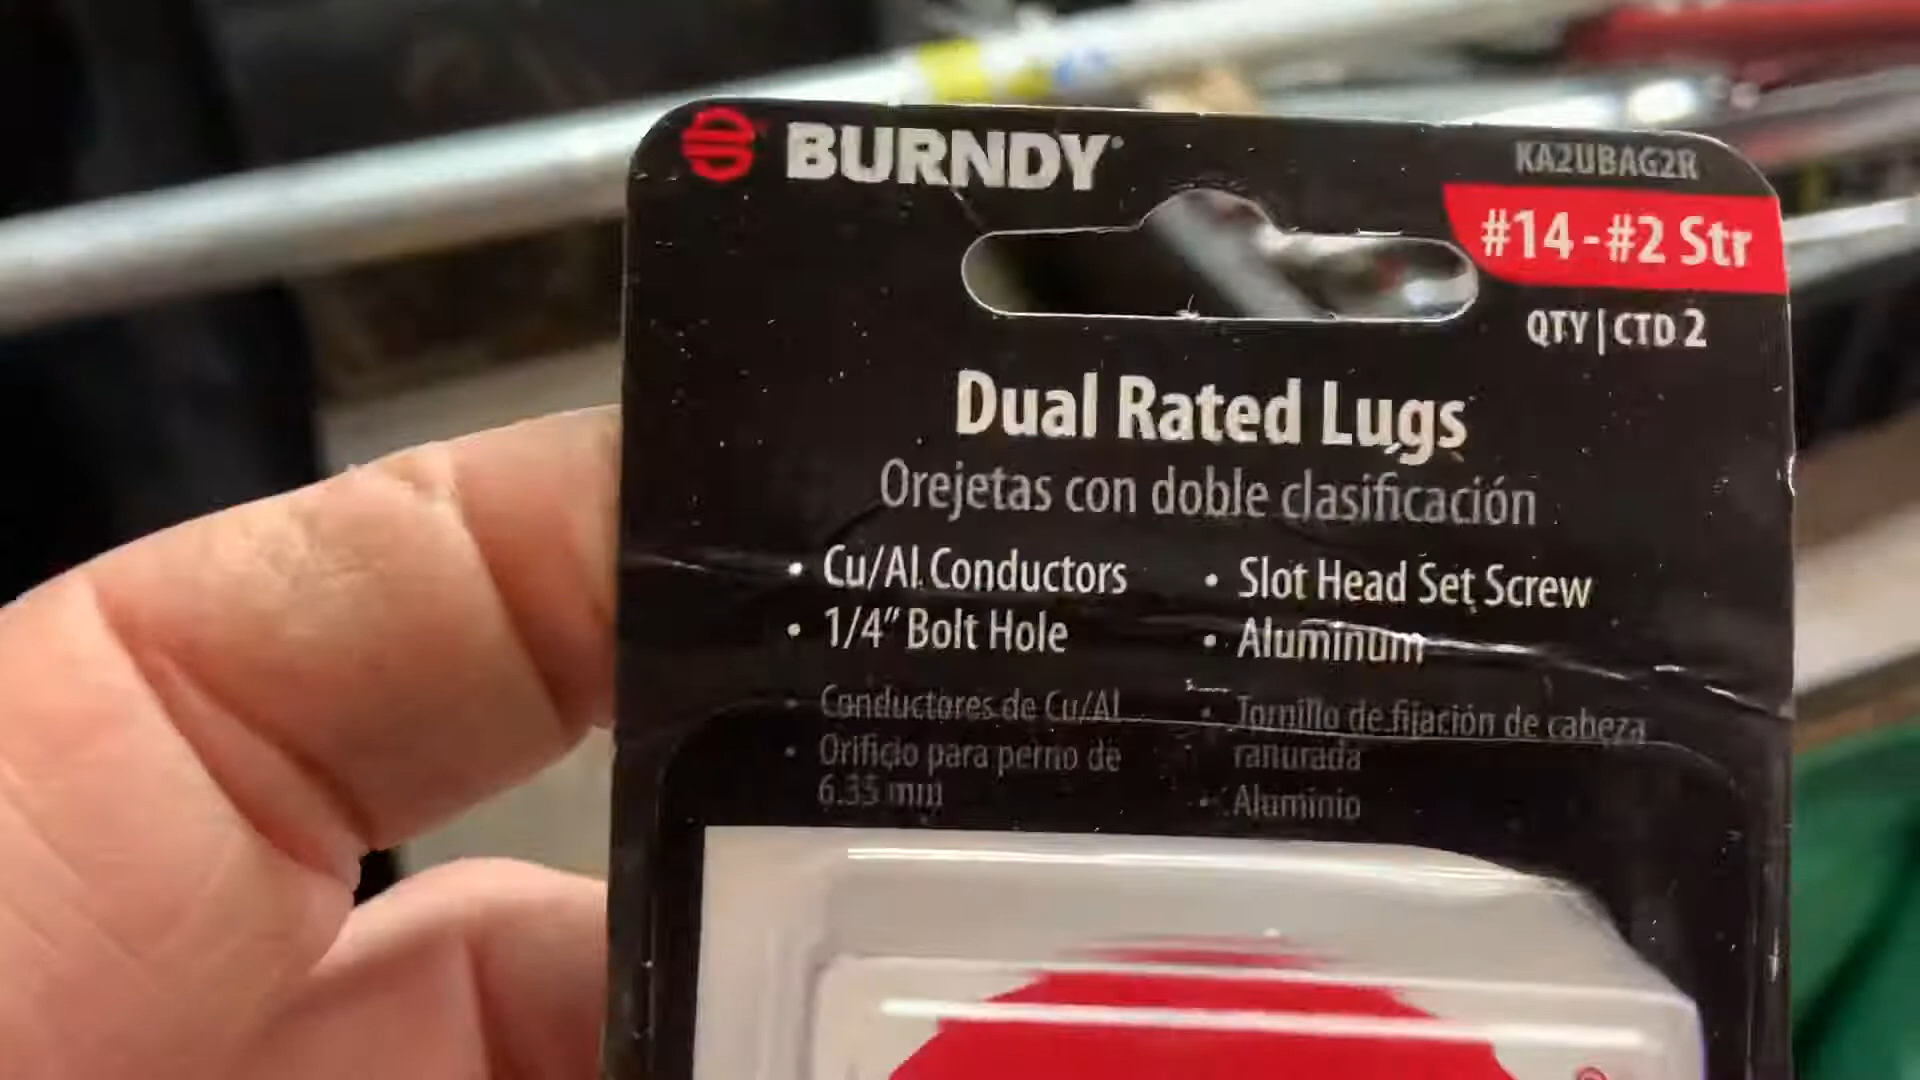 BURNDY
KA2UBAG2R
#14 - #2 Str
QTY | CTD 2
Dual Rated Lugs
Orejetas con doble clasificación
• Cu/Al Conductors
• 1/4" Bolt Hole
• Slot Head Set Screw
• Aluminum
• Conductores de Cu/Al
• Orificio para perno de
6.35 mm
• Tornillo de fijación de cabeza
ranurada
• Aluminio